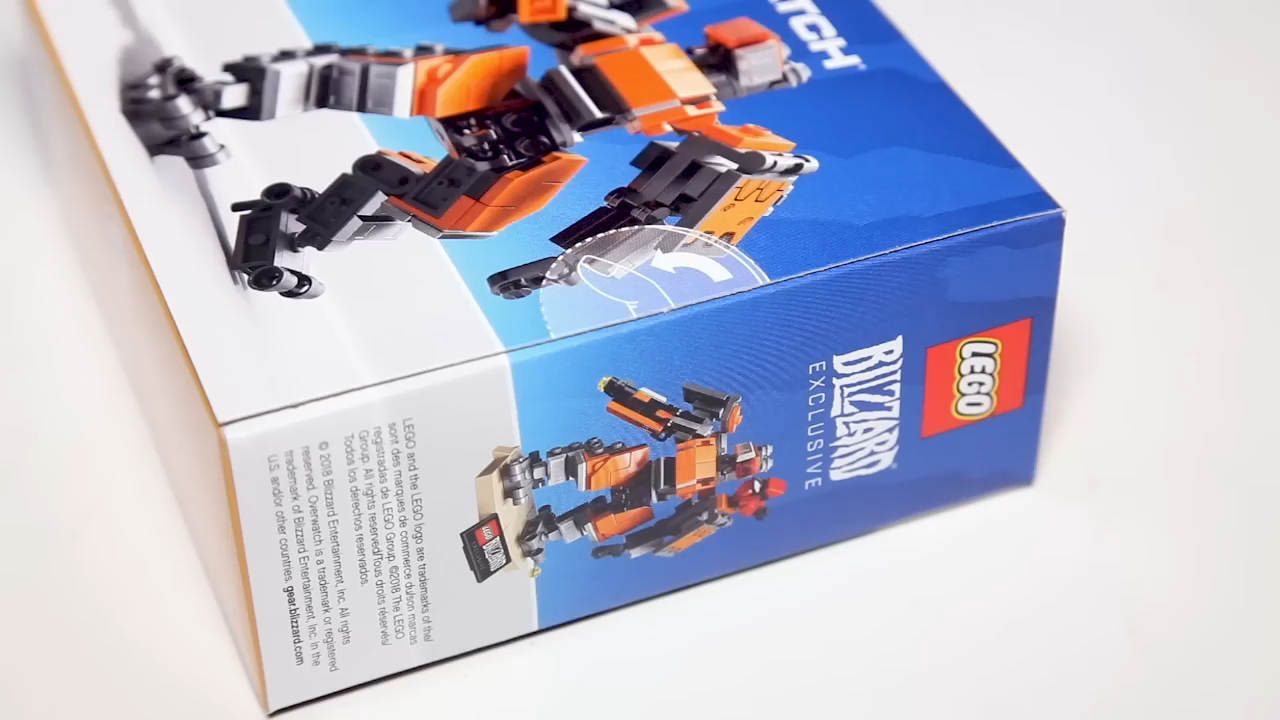 TCH
LEGO
BLIZZARD
EXCLUSIVE
LEGO BLIZZARD
LEGO and the LEGO logo are trademarks of the/
sont des marques de commerce du/son marcas
registradas de LEGO Group. ©2018 The LEGO
Group. All rights reserved/Tous droits réservés/
Todos los derechos reservados.
© 2018 Blizzard Entertainment, Inc. All rights
reserved. Overwatch is a trademark or registered
trademark of Blizzard Entertainment, Inc. in the
U.S. and/or other countries. gear.blizzard.com